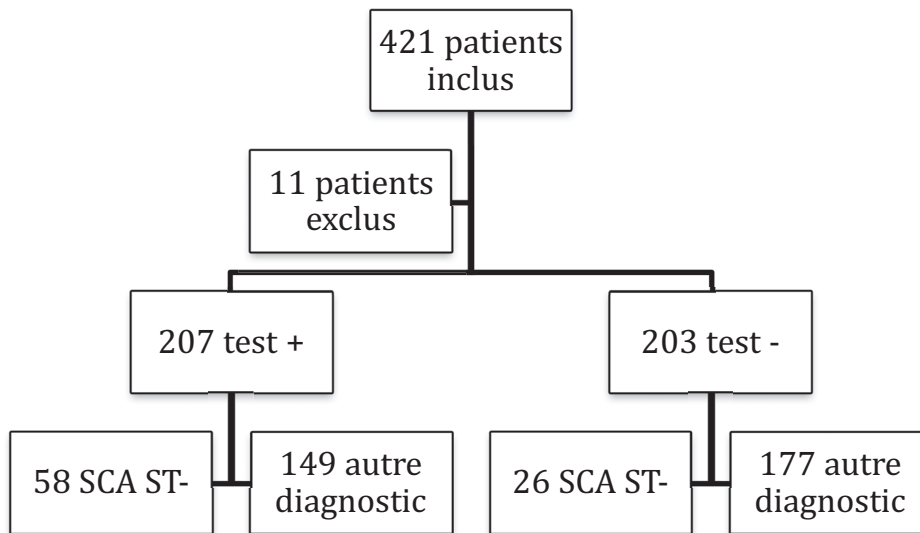 421 patients
inclus
11 patients
exclus
207 test +
203 test -
58 SCA ST-
149 autre
diagnostic
26 SCA ST-
177 autre
diagnostic